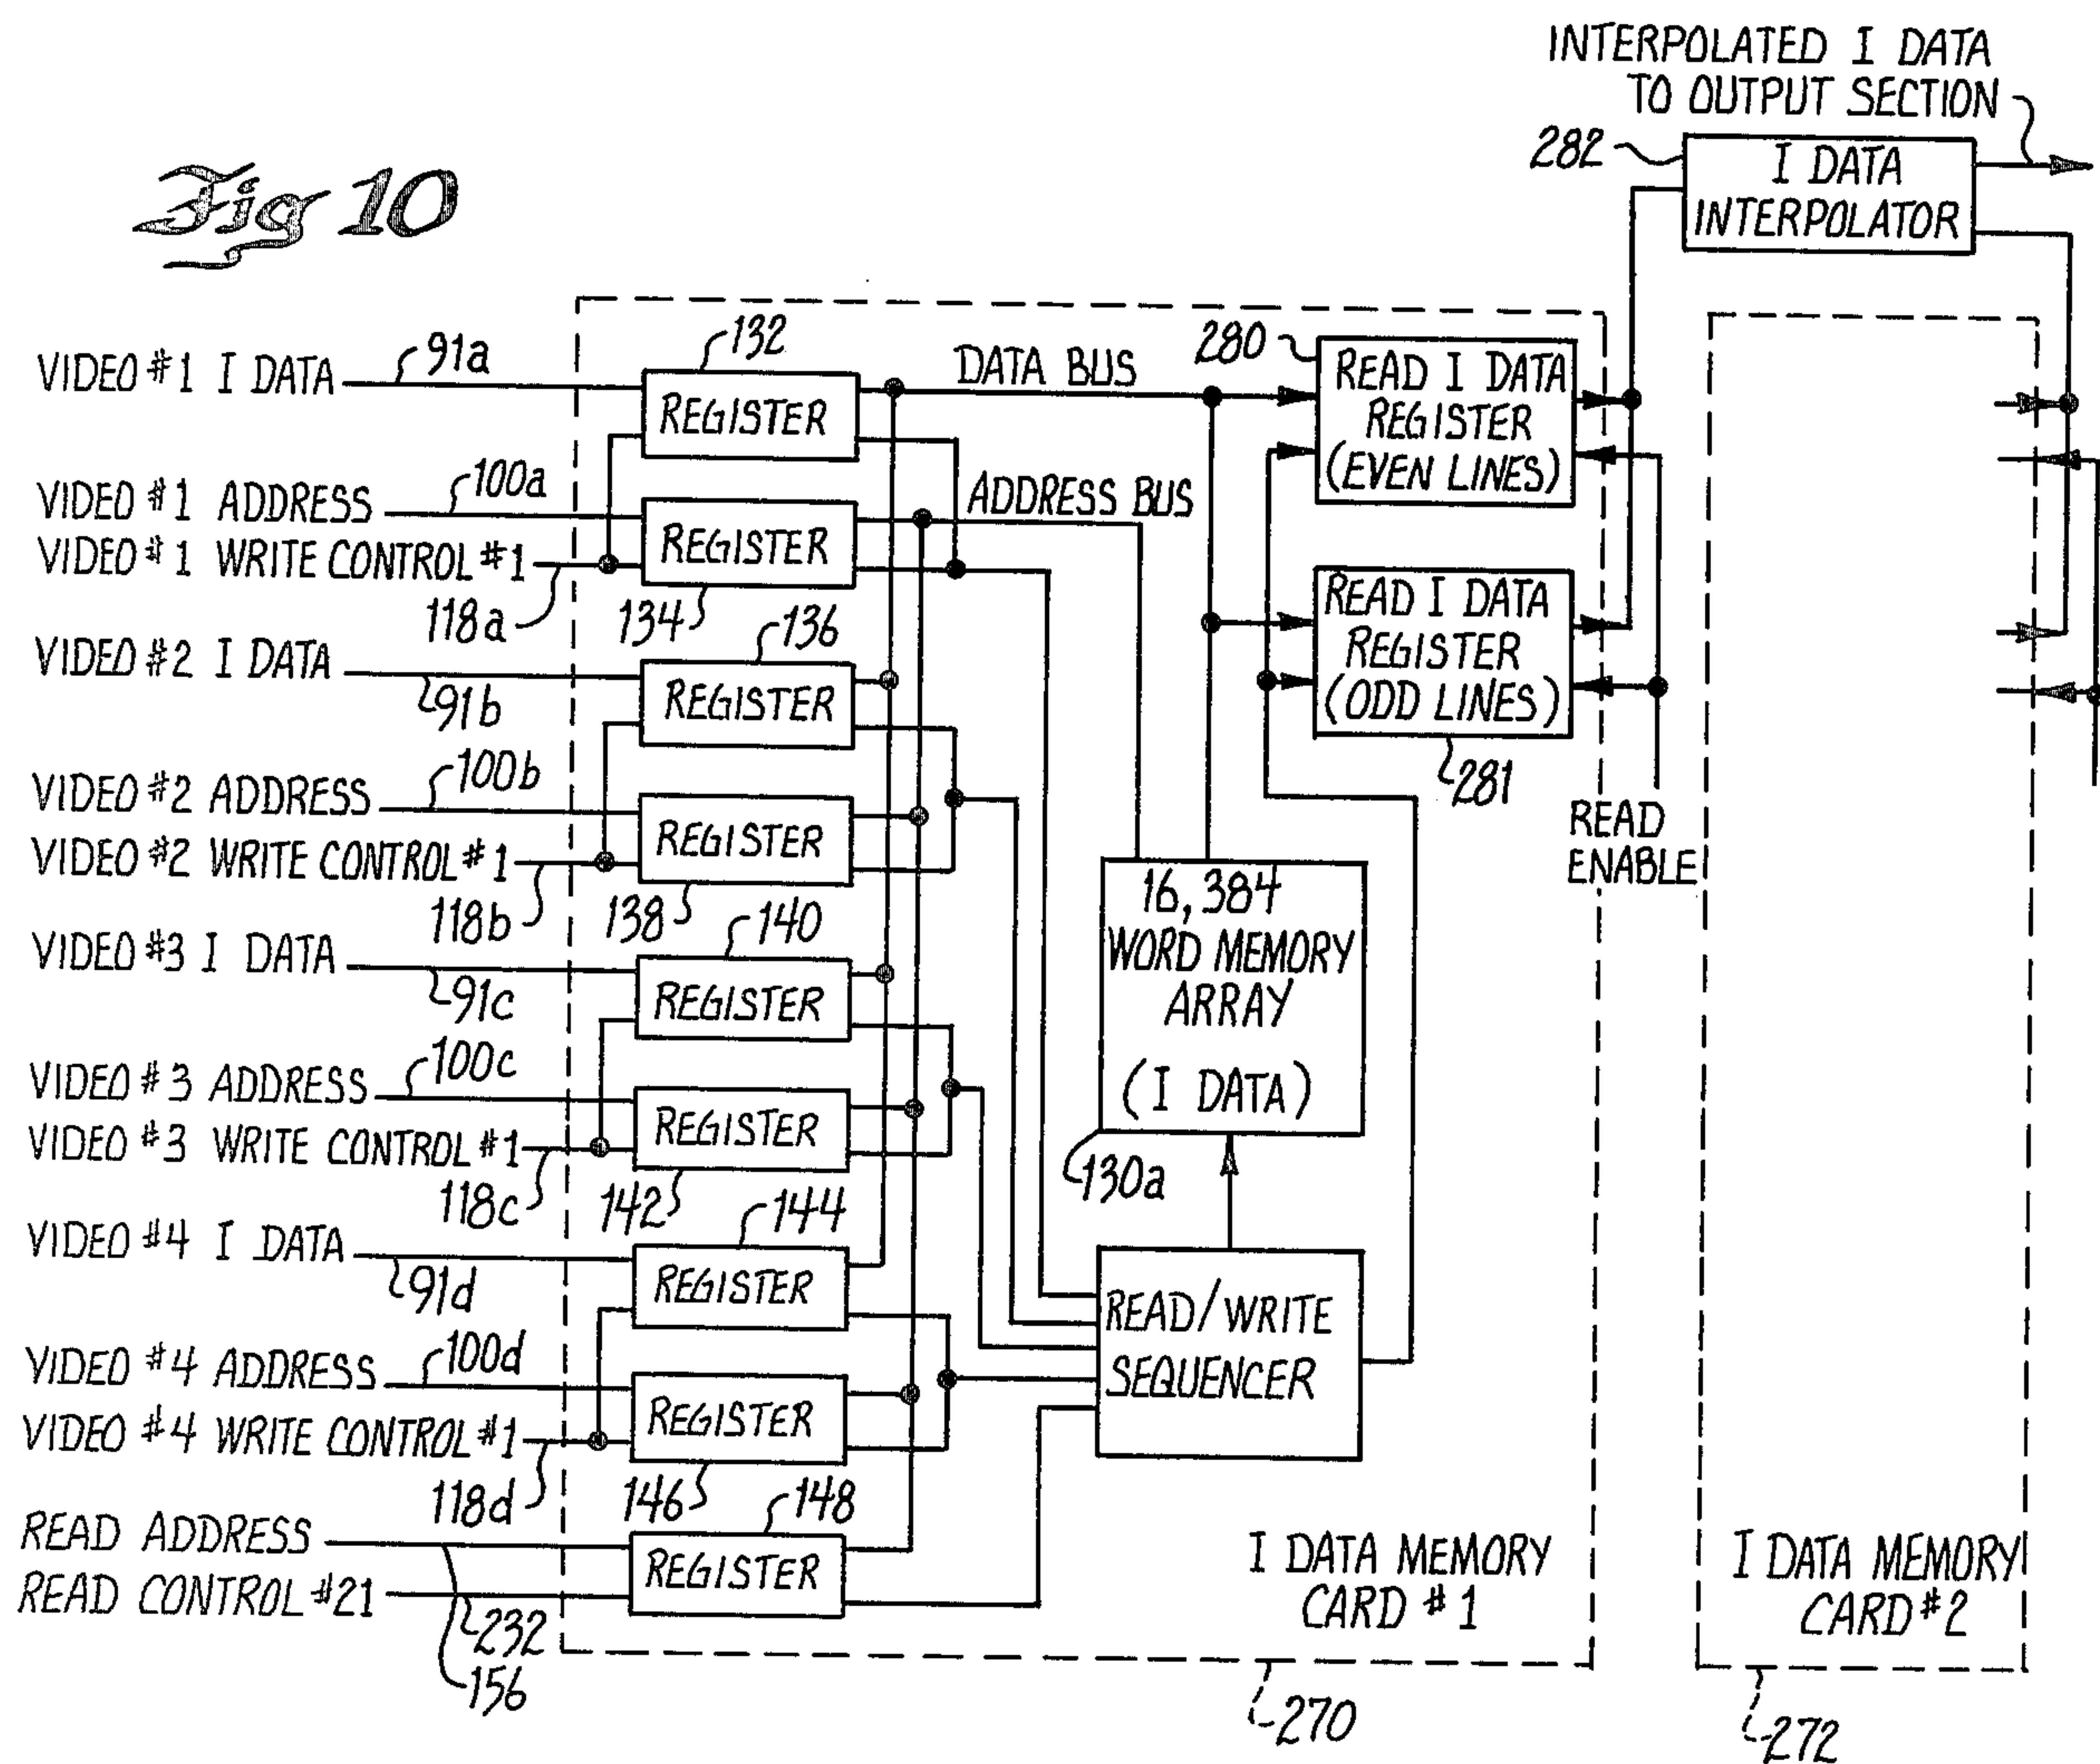 INTERPOLATED I DATA
TO OUTPUT SECTION
Fig 10
282
I DATA
INTERPOLATOR
VIDEO #1 I DATA
91a
132
REGISTER
DATA BUS
280
READ I DATA
REGISTER
(EVEN LINES)
VIDEO #1 ADDRESS
100a
REGISTER
ADDRESS BUS
VIDEO #1 WRITE CONTROL #1
118a
134
READ I DATA
REGISTER
(ODD LINES)
281
VIDEO #2 I DATA
91b
136
REGISTER
VIDEO #2 ADDRESS
100b
REGISTER
VIDEO #2 WRITE CONTROL #1
118b
138
READ
ENABLE
VIDEO #3 I DATA
91c
140
REGISTER
16,384
WORD MEMORY
ARRAY
(I DATA)
130a
VIDEO #3 ADDRESS
100c
REGISTER
VIDEO #3 WRITE CONTROL #1
118c
142
VIDEO #4 I DATA
91d
144
REGISTER
READ/WRITE
SEQUENCER
VIDEO #4 ADDRESS
100d
REGISTER
VIDEO #4 WRITE CONTROL #1
118d
146
READ ADDRESS
148
REGISTER
READ CONTROL #21
232
156
I DATA MEMORY
CARD #1
270
I DATA MEMORY
CARD #2
272